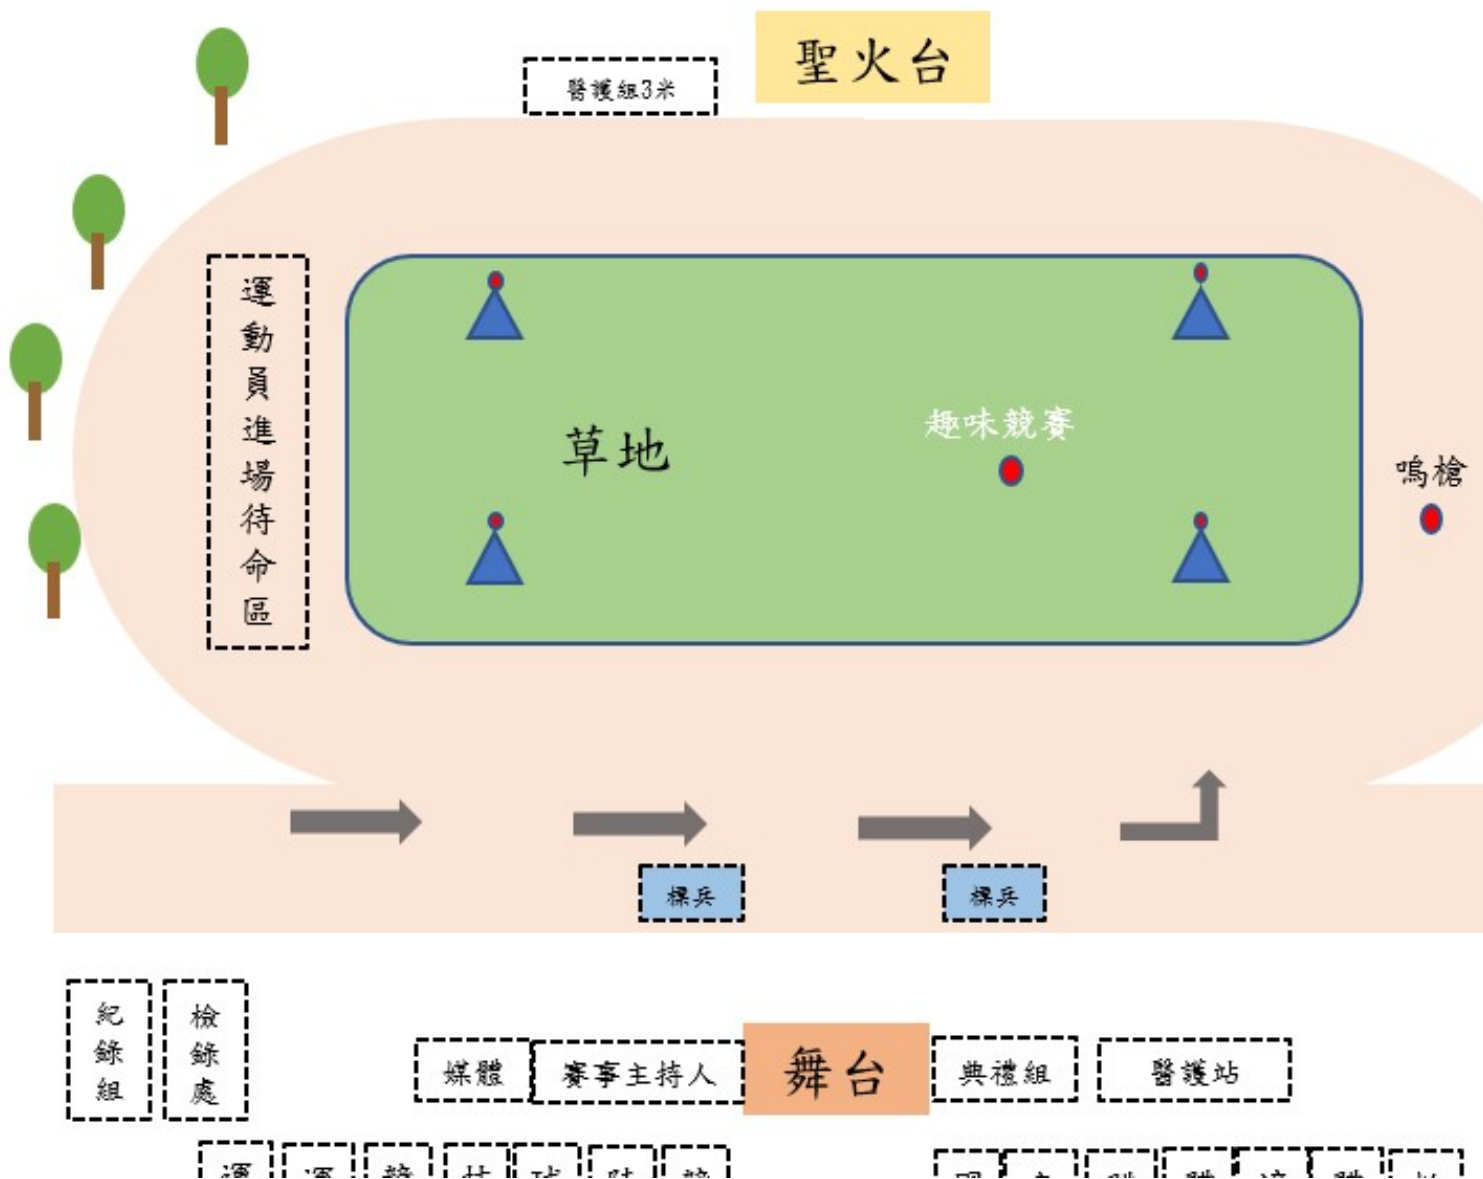 聖火台
醫護組3米
運動員進場待命區
趣味競賽
草地
鳴槍
標兵
標兵
紀錄組
檢錄處
媒體
賽事主持人
舞台
典禮組
醫護站